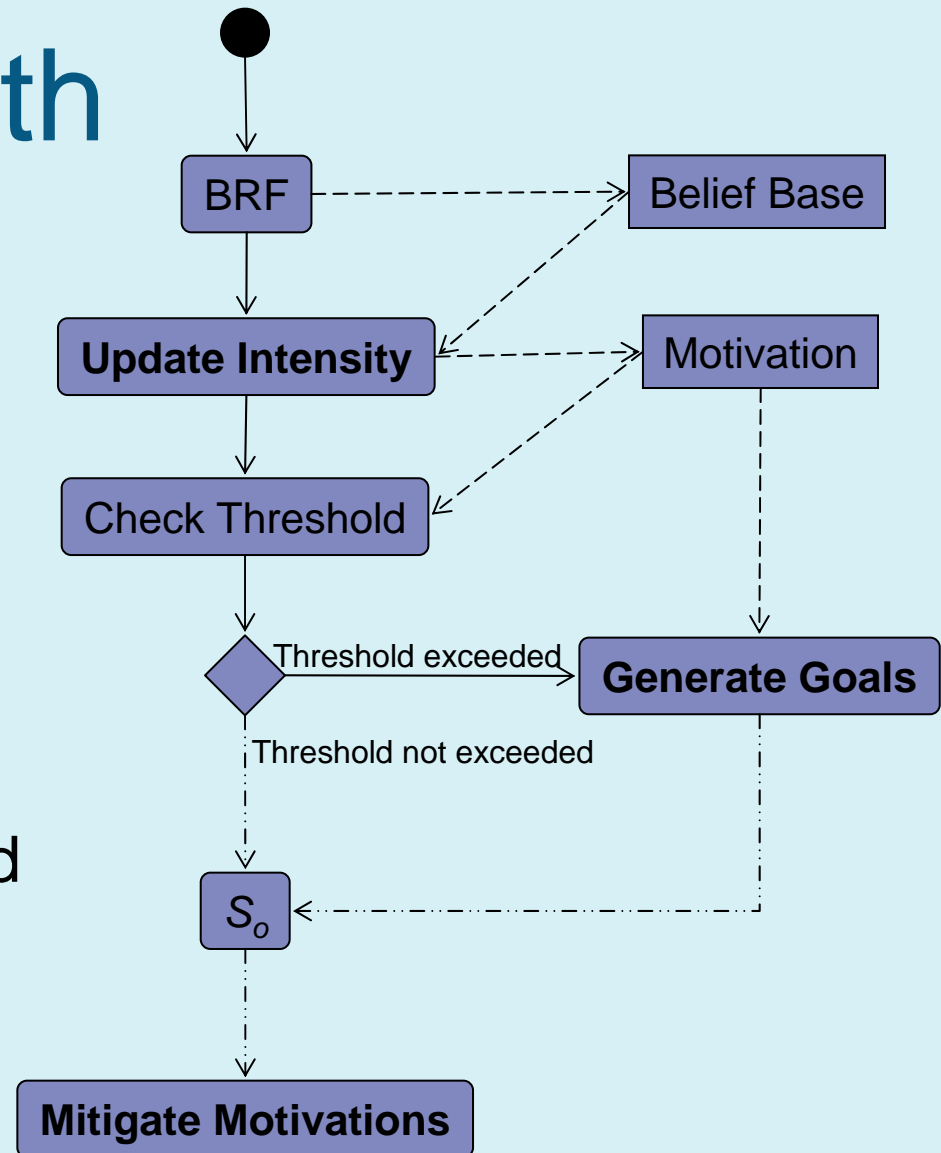 th
BRF
Belief Base
Update Intensity
Motivation
Check Threshold
Threshold exceeded
Generate Goals
Threshold not exceeded
d
So
Mitigate Motivations